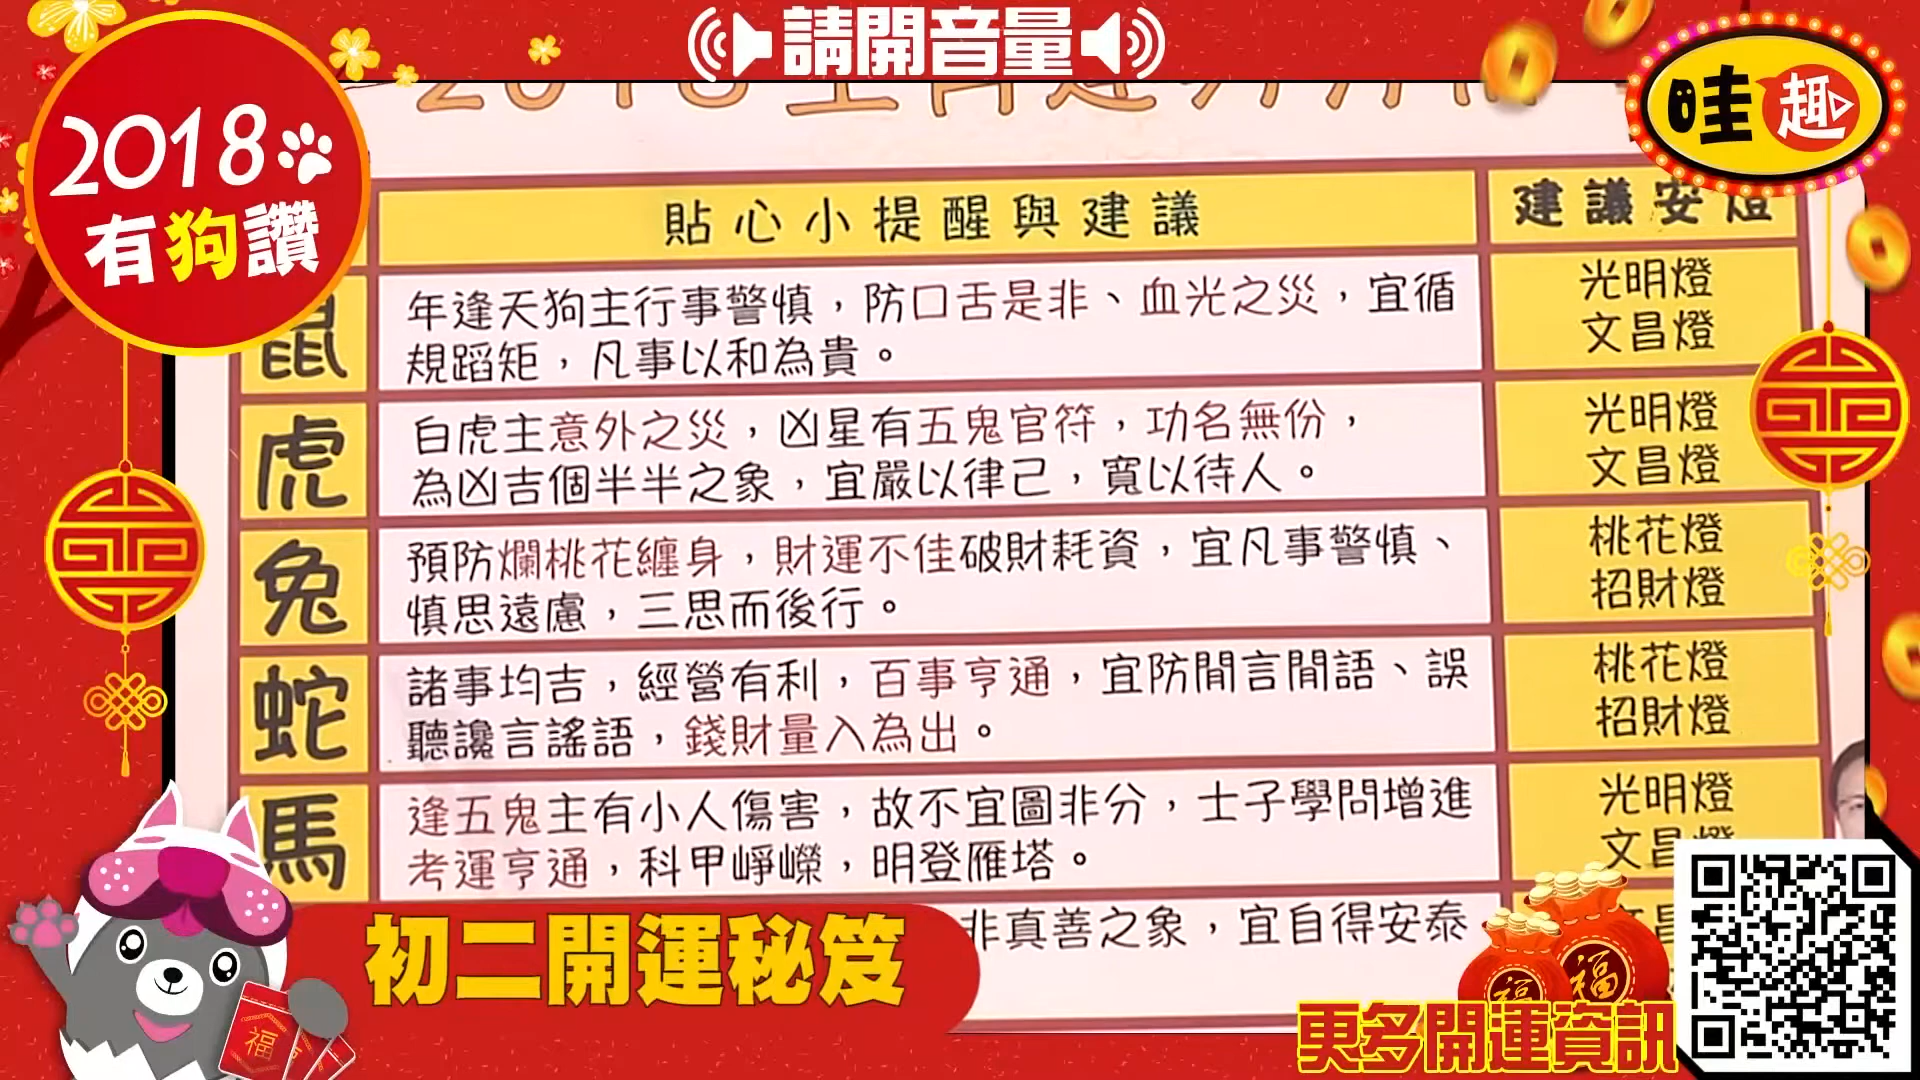 請開音量
哇趣
2018
有狗讚
貼心小提醒與建議
建議安燈
鼠
年逢天狗主行事警慎，防口舌是非、血光之災，宜循
規蹈矩，凡事以和為貴。
光明燈
文昌燈
虎
白虎主意外之災，凶星有五鬼官符，功名無份，
為凶吉個半半之象，宜嚴以律己，寬以待人。
光明燈
文昌燈
兔
預防爛桃花纏身，財運不佳破財耗資，宜凡事警慎、
慎思遠慮，三思而後行。
桃花燈
招財燈
蛇
諸事均吉，經營有利，百事亨通，宜防閒言閒語、誤
聽讒言謠語，錢財量入為出。
桃花燈
招財燈
馬
逢五鬼主有小人傷害，故不宜圖非分，士子學問增進
考運亨通，科甲崢嶸，明登雁塔。
光明燈
文昌燈
非真善之象，宜自得安泰
初二開運秘笈
福
福
福
更多開運資訊